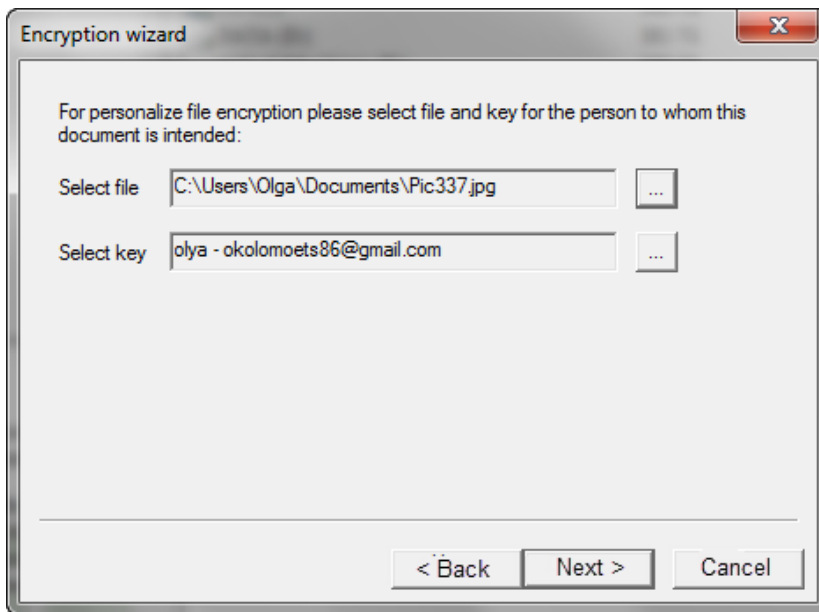 Encryption wizard
X
For personalize file encryption please select file and key for the person to whom this
document is intended:
Select file C:\Users\Olga\Documents\Pic337.jpg ...
Select key olya - okolomoets86@gmail.com ...
< Back Next > Cancel